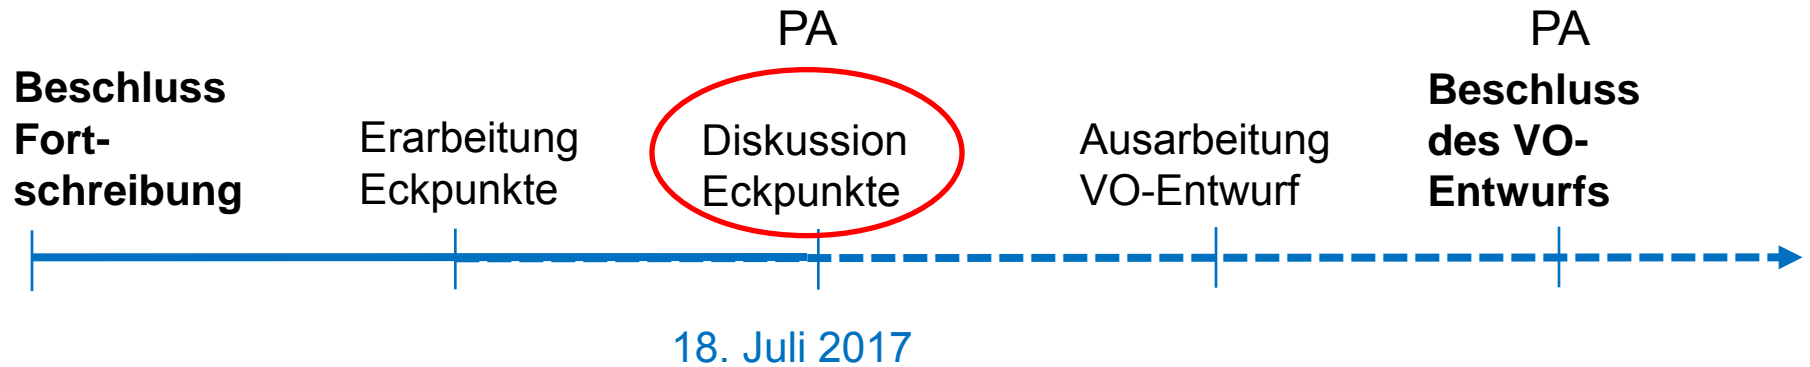 Beschluss
Fort-
schreibung
Erarbeitung
Eckpunkte
PA
Diskussion
Eckpunkte
Ausarbeitung
VO-Entwurf
PA
Beschluss
des VO-
Entwurfs
18. Juli 2017